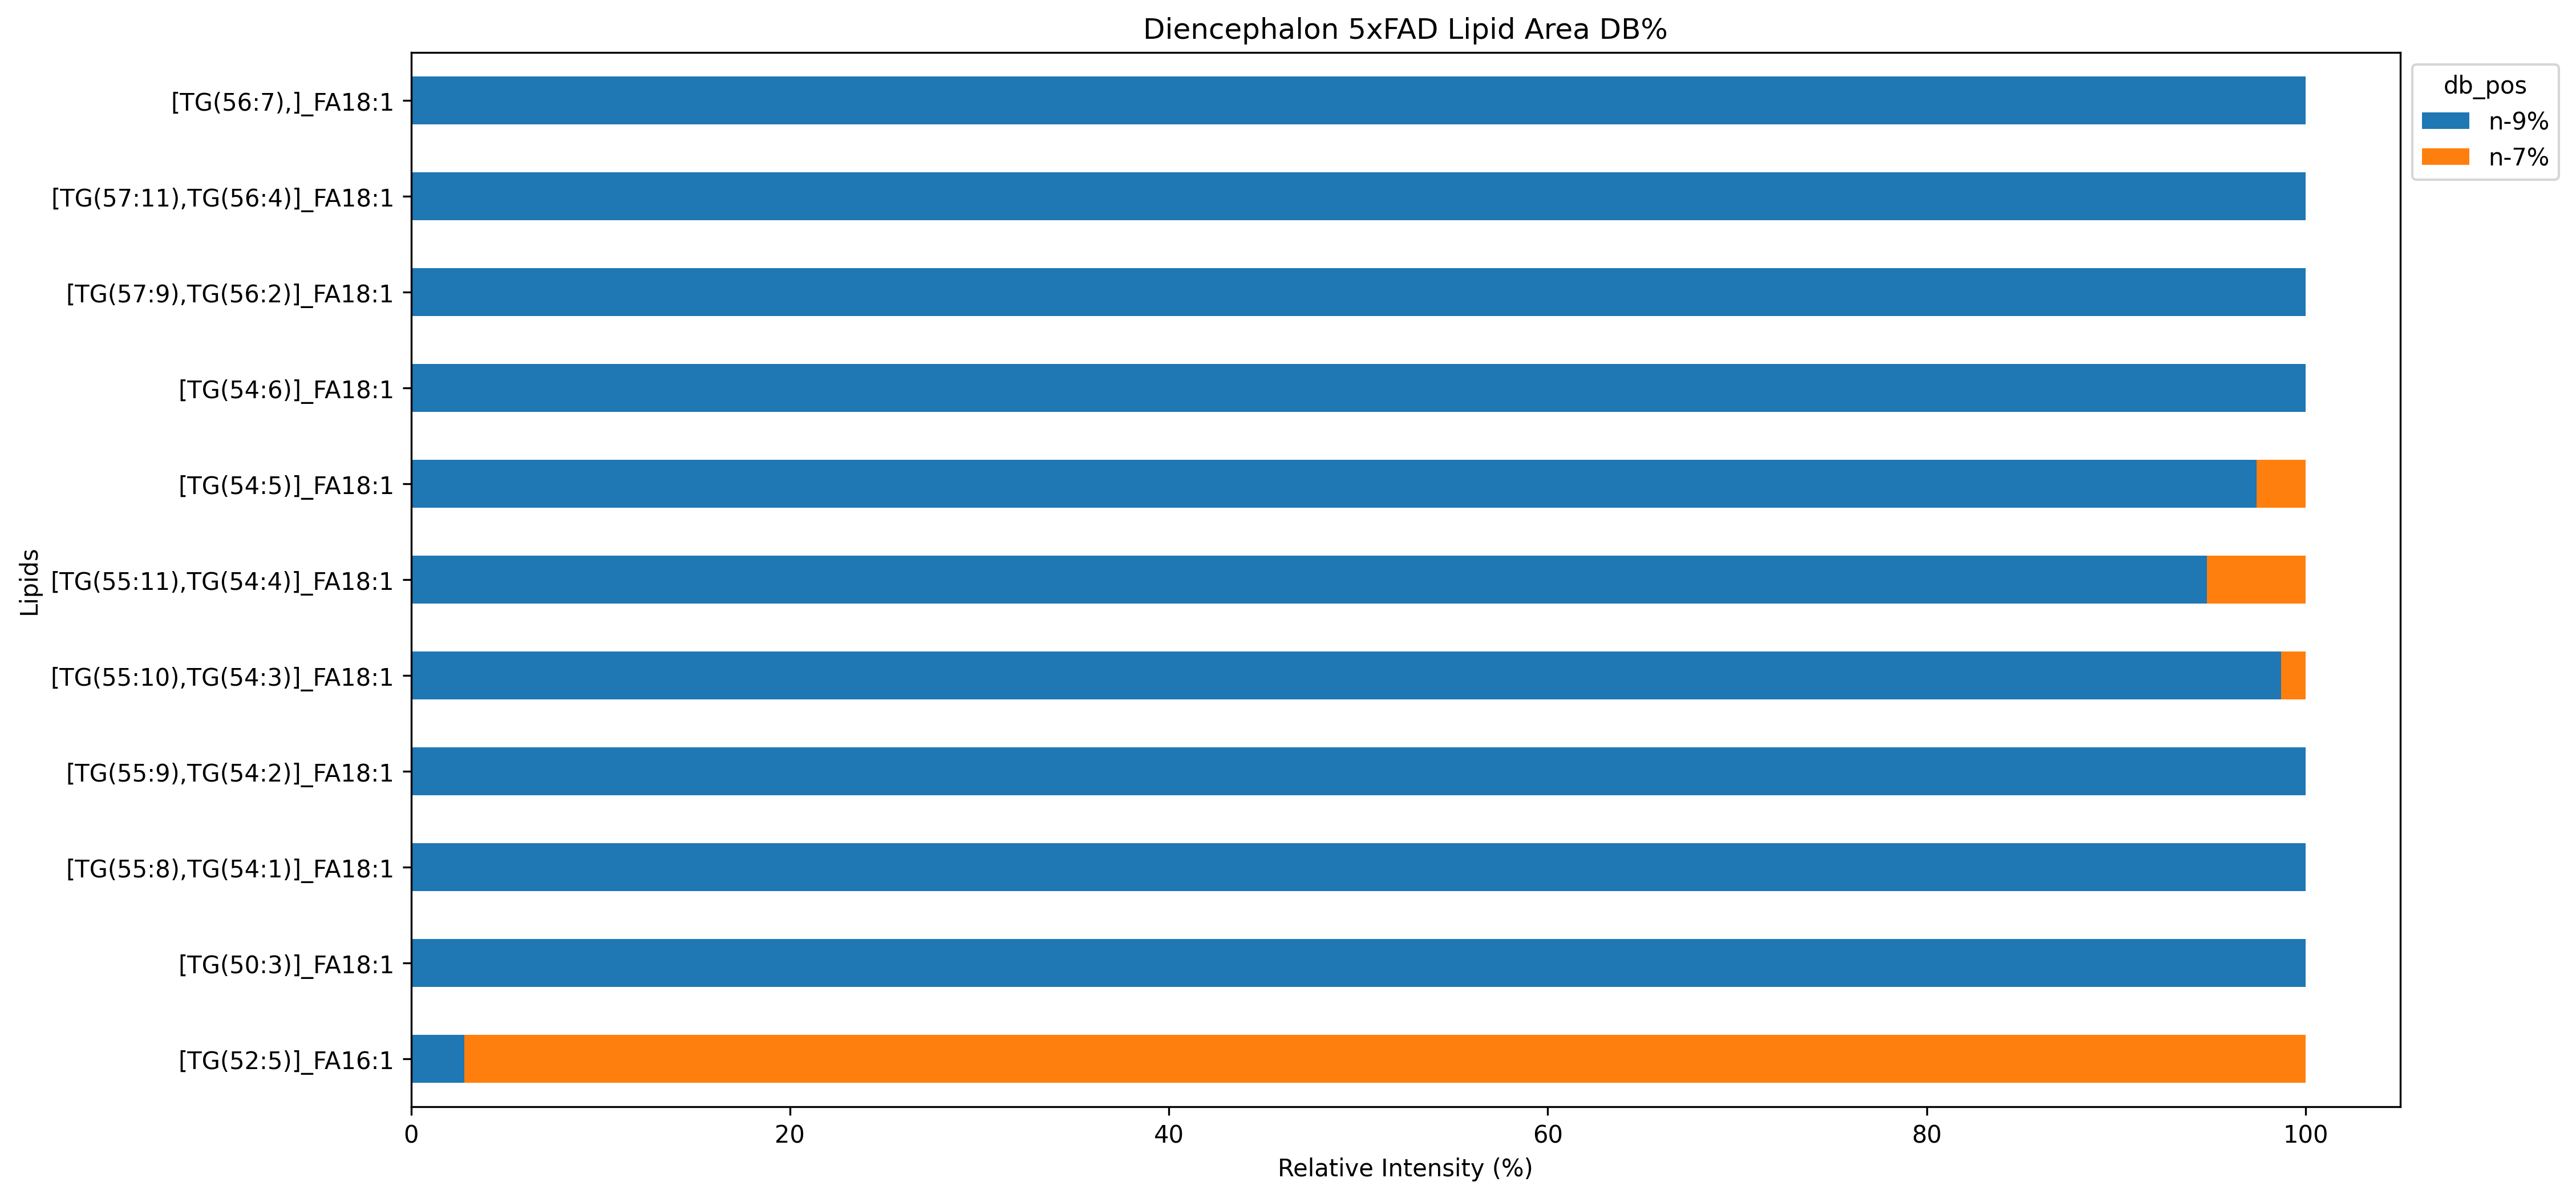 Diencephalon 5xFAD Lipid Area DB%
db_pos
n-9%
n-7%
[TG(56:7),]_FA18:1
[TG(57:11),TG(56:4)]_FA18:1
[TG(57:9),TG(56:2)]_FA18:1
[TG(54:6)]_FA18:1
[TG(54:5)]_FA18:1
[TG(55:11),TG(54:4)]_FA18:1
[TG(55:10),TG(54:3)]_FA18:1
[TG(55:9),TG(54:2)]_FA18:1
[TG(55:8),TG(54:1)]_FA18:1
[TG(50:3)]_FA18:1
[TG(52:5)]_FA16:1
Lipids
0 20 40 60 80 100
Relative Intensity (%)